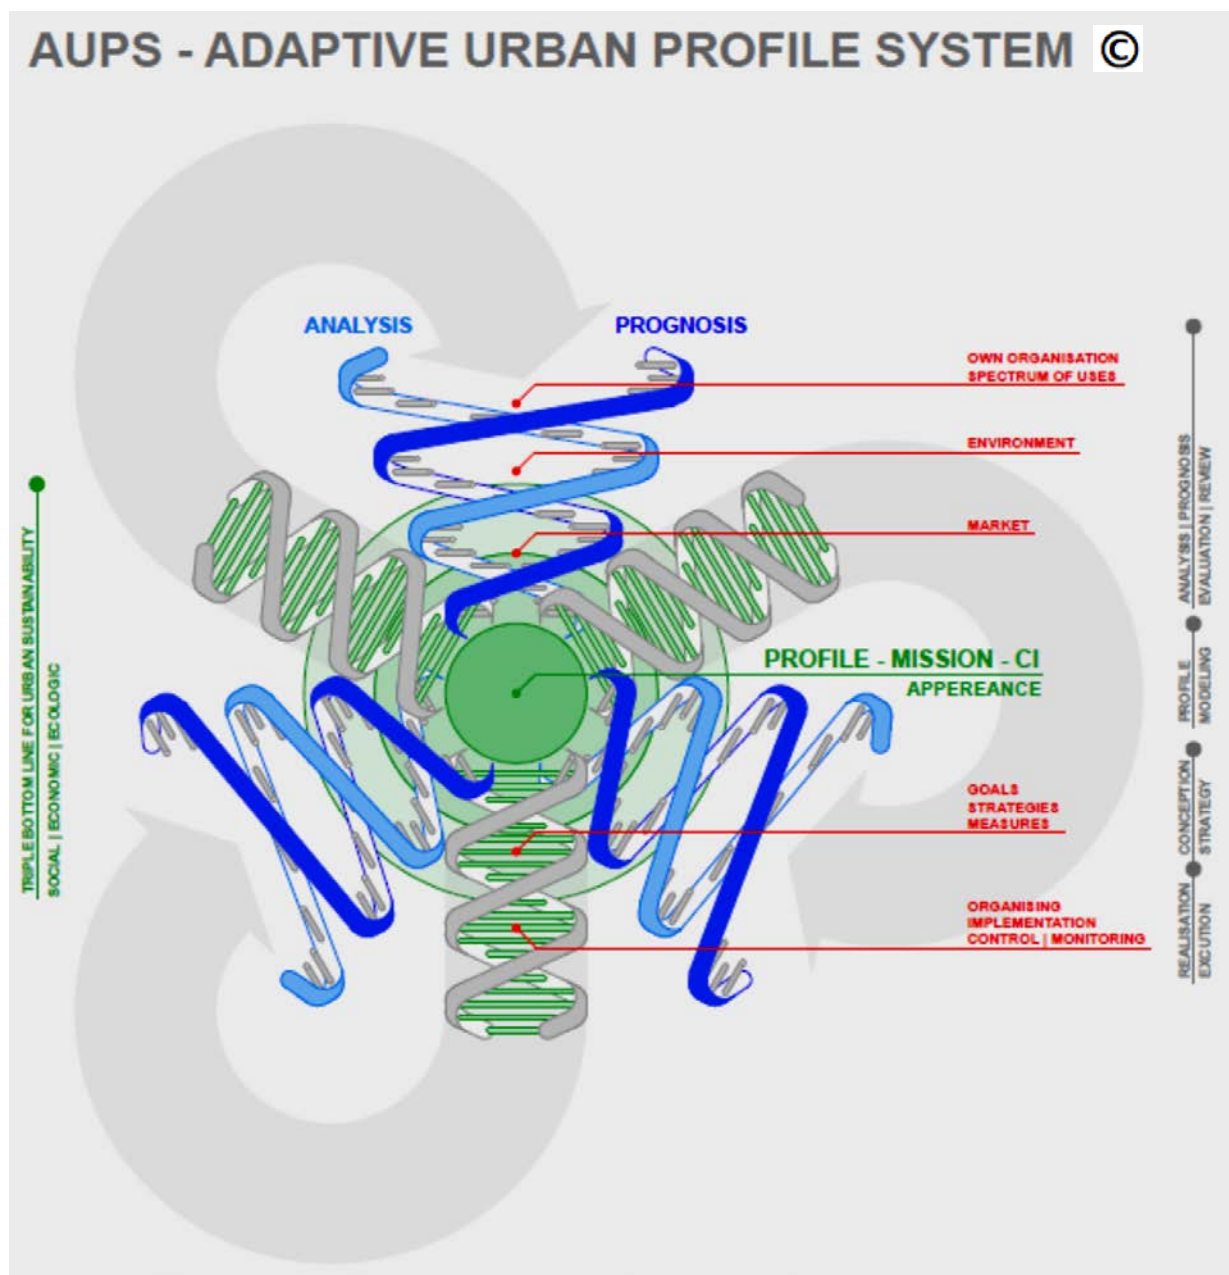 AUPS - ADAPTIVE URBAN PROFILE SYSTEM ©
ANALYSIS
PROGNOSIS
OWN ORGANISATION
SPECTRUM OF USES
ENVIRONMENT
MARKET
PROFILE - MISSION - CI
APPEREANCE
GOALS
STRATEGIES
MEASURES
ORGANISING
IMPLEMENTATION
CONTROL | MONITORING
TRIPLE BOTTOM LINE FOR URBAN SUSTAINABILITY
SOCIAL | ECONOMIC | ECOLOGIC
ANALYSIS | PROGNOSIS
EVALUATION | REVIEW
PROFILE
MODELING
CONCEPTION
STRATEGY
REALISATION
EXCUTION